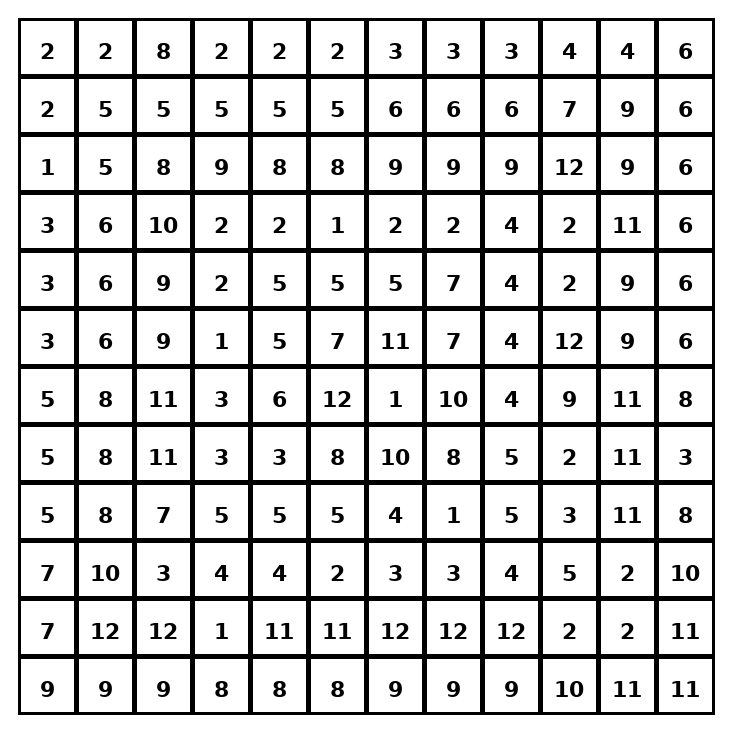 2 2 8 2 2 2 3 3 3 4 4 6
2 5 5 5 5 5 6 6 6 7 9 6
1 5 8 9 8 8 9 9 9 12 9 6
3 6 10 2 2 1 2 2 4 2 11 6
3 6 9 2 5 5 5 7 4 2 9 6
3 6 9 1 5 7 11 7 4 12 9 6
5 8 11 3 6 12 1 10 4 9 11 8
5 8 11 3 3 8 10 8 5 2 11 3
5 8 7 5 5 5 4 1 5 3 11 8
7 10 3 4 4 2 3 3 4 5 2 10
7 12 12 1 11 11 12 12 12 2 2 11
9 9 9 8 8 8 9 9 9 10 11 11